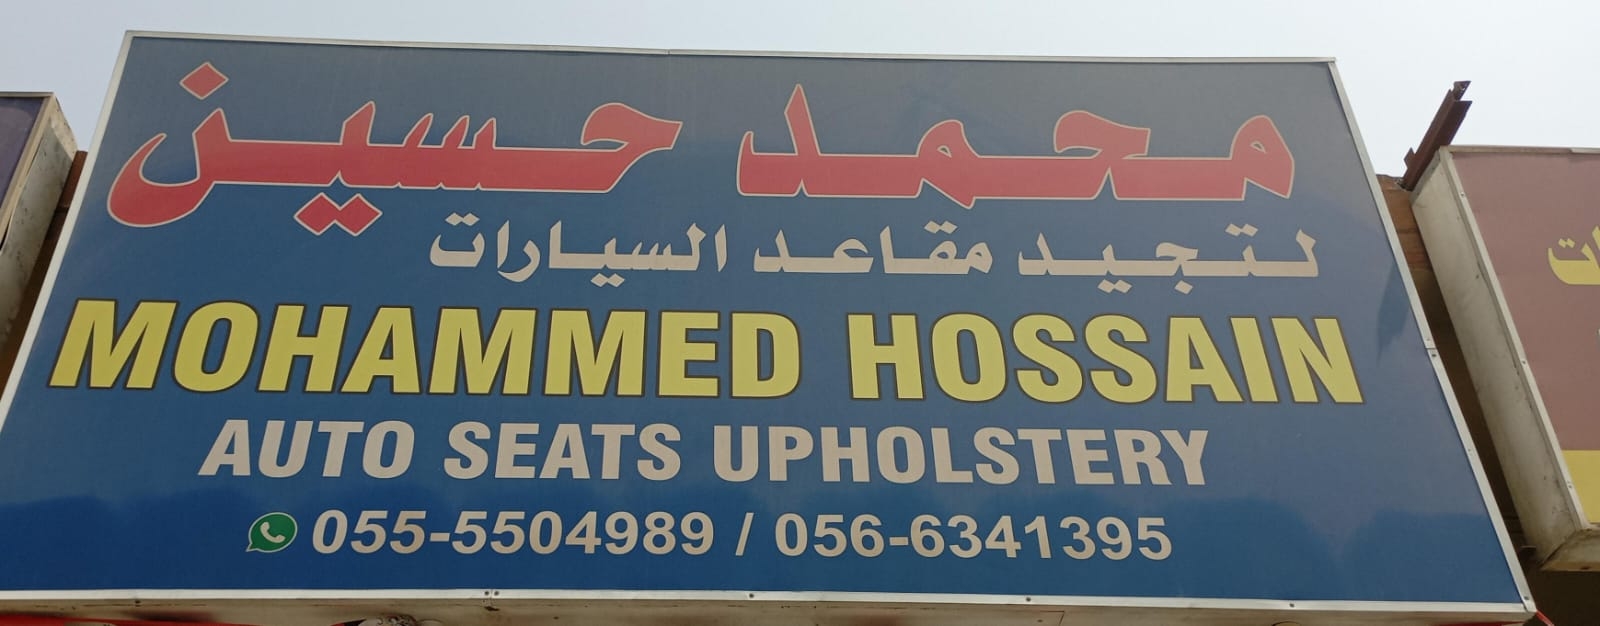 محمد حسين
لتجيد مقاعد السيارات
MOHAMMED HOSSAIN
AUTO SEATS UPHOLSTERY
055-5504989 / 056-6341395